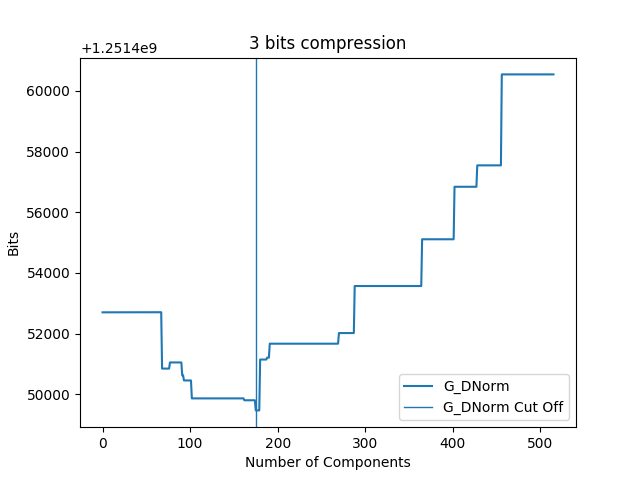 3 bits compression
+1.2514e9
60000
58000
56000
54000
52000
50000
Bits
0 100 200 300 400 500
Number of Components
G_DNorm
G_DNorm Cut Off